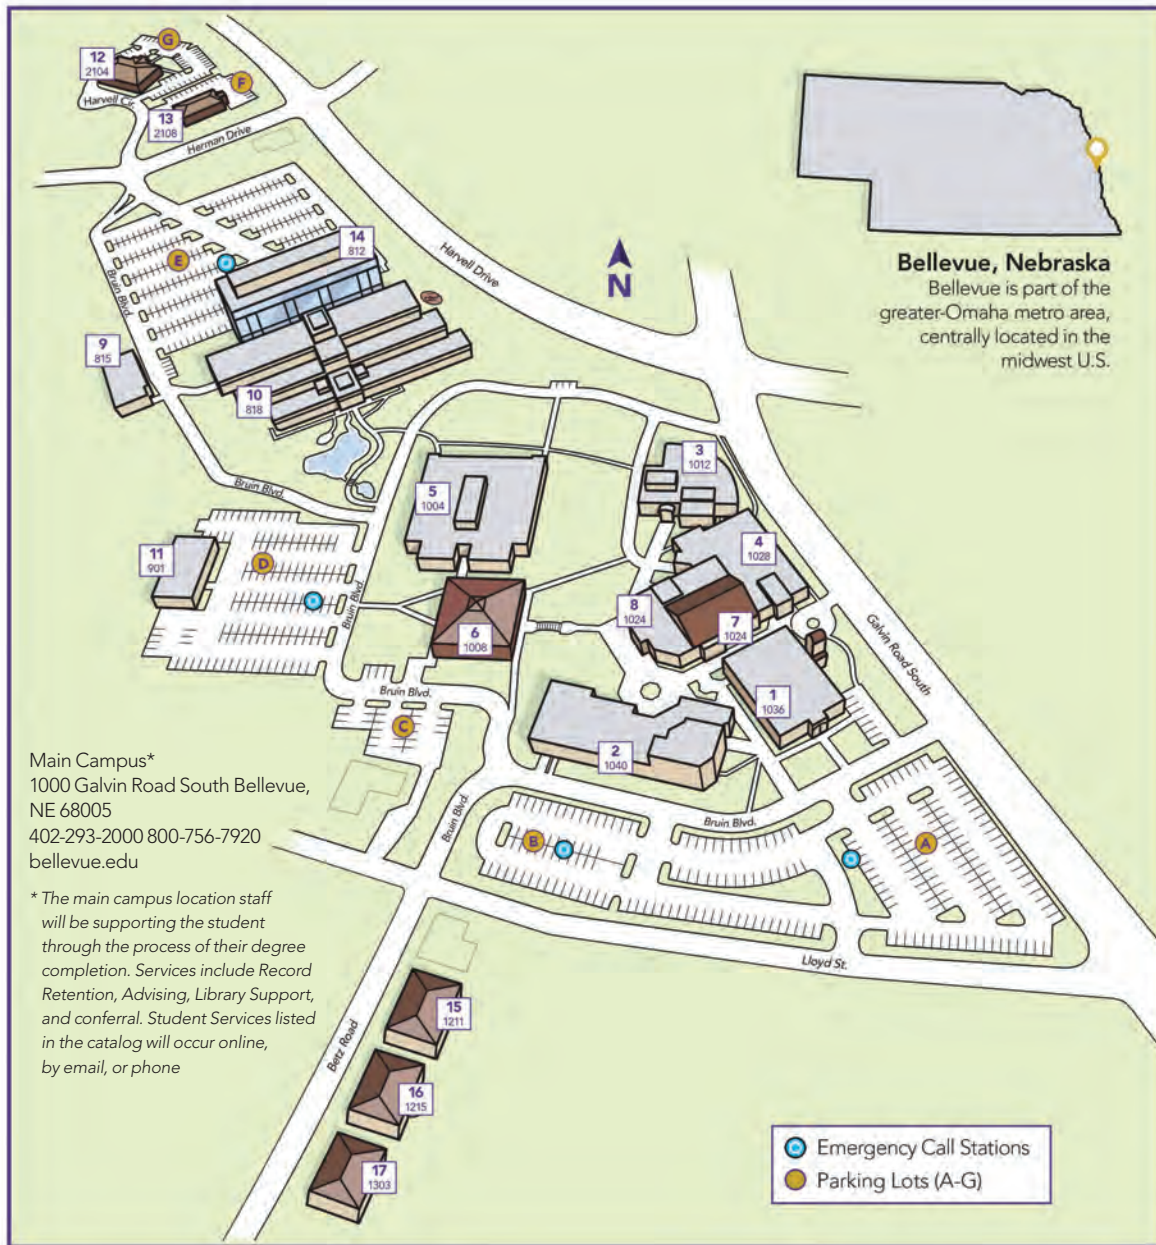 G
12
2104
F
Harvell Cir.
13
2108
Herman Drive
14
812
E
Harvell Drive
N
Bruin Blvd.
Bellevue, Nebraska
Bellevue is part of the
greater-Omaha metro area,
centrally located in the
midwest U.S.
9
815
10
818
3
1012
5
1004
Bruin Blvd.
4
1028
11
901
D
Bruin Blvd.
8
1024
7
1024
6
1008
Galvin Road South
Bruin Blvd.
1
1036
C
2
1040
Main Campus*
1000 Galvin Road South Bellevue,
NE 68005
402-293-2000 800-756-7920
bellevue.edu
Bruin Blvd.
Bruin Blvd.
B
A
* The main campus location staff
will be supporting the student
through the process of their degree
completion. Services include Record
Retention, Advising, Library Support,
and conferral. Student Services listed
in the catalog will occur online,
by email, or phone
Lloyd St.
15
1211
Betz Road
16
1215
17
1303
Emergency Call Stations
Parking Lots (A-G)